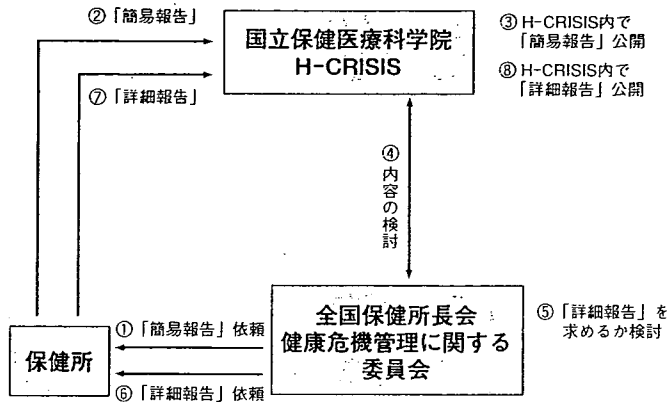 ②「簡易報告」
国立保健医療科学院
H-CRISIS
③ H-CRISIS内で
「簡易報告」公開
⑦「詳細報告」
⑧ H-CRISIS内で
「詳細報告」公開
④内容の検討
①「簡易報告」依頼
保健所
⑥「詳細報告」依頼
全国保健所長会
健康危機管理に関する
委員会
⑤「詳細報告」を
求めるか検討